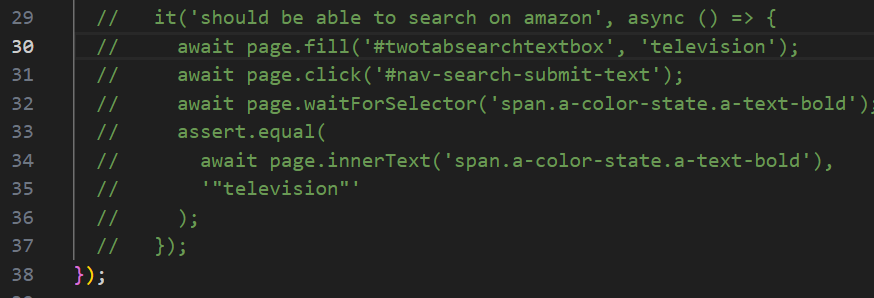 29 // it('should be able to search on amazon', async () => {
30 // await page.fill('#twotabsearchtextbox', 'television');
31 // await page.click('#nav-search-submit-text');
32 // await page.waitForSelector('span.a-color-state.a-text-bold');
33 // assert.equal(
34 // await page.innerText('span.a-color-state.a-text-bold'),
35 // '"television"'
36 // );
37 // });
38 });